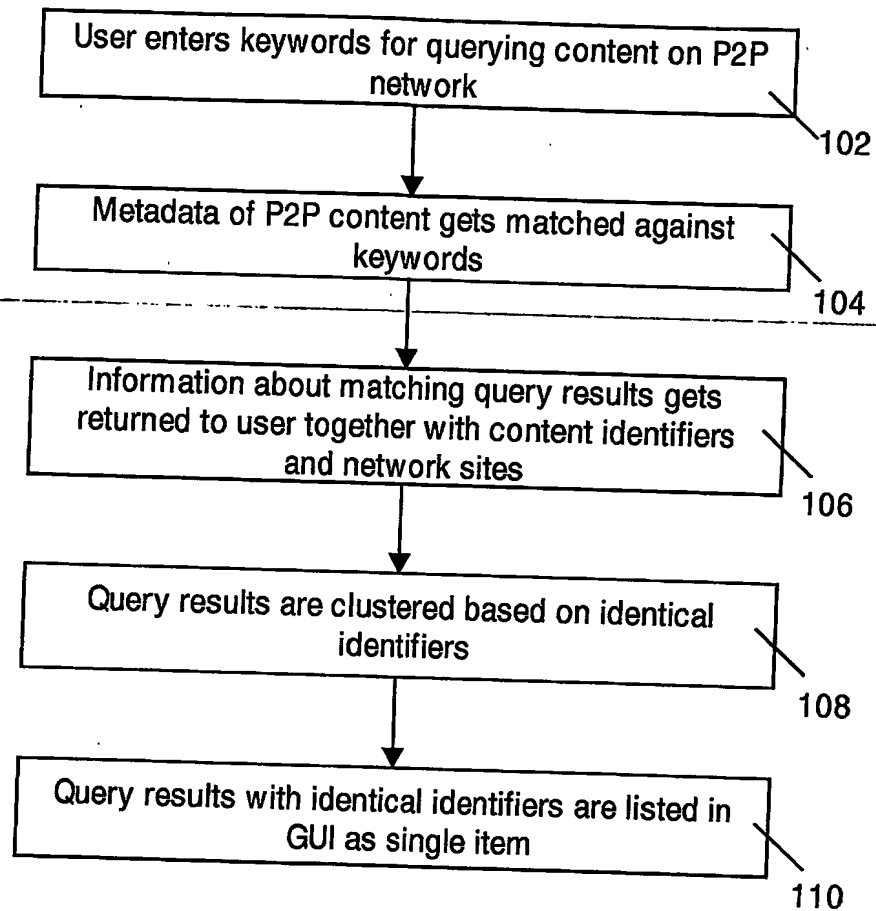 User enters keywords for querying content on P2P
network
102
Metadata of P2P content gets matched against
keywords
104
Information about matching query results gets
returned to user together with content identifiers
and network sites
106
Query results are clustered based on identical
identifiers
108
Query results with identical identifiers are listed in
GUI as single item
110